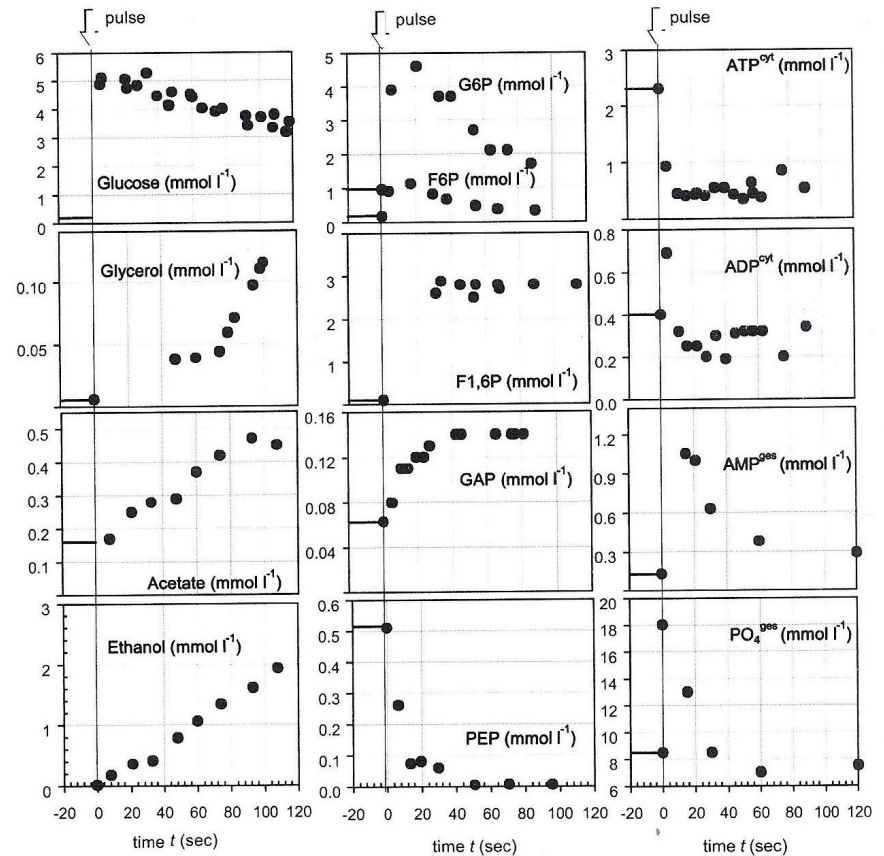 pulse
pulse
pulse
6
5
4
3
2
1
0
Glucose (mmol l-1)
5
4
3
2
1
0
G6P (mmol l-1)
F6P (mmol l-1)
3
2
1
ATPcyt (mmol l-1)
0.10
0.05
Glycerol (mmol l-1)
3
2
1
F1,6P (mmol l-1)
0.8
0.6
0.4
0.2
0.0
ADPcyt (mmol l-1)
0.5
0.4
0.3
0.2
0.1
Acetate (mmol l-1)
0.16
0.12
0.08
0.04
GAP (mmol l-1)
1.2
0.9
0.6
0.3
AMPges (mmol l-1)
3
2
1
0
Ethanol (mmol l-1)
-20 0 20 40 60 80 100 120
time t (sec)
0.6
0.5
0.4
0.3
0.2
0.1
0.0
PEP (mmol l-1)
-20 0 20 40 60 80 100 120
time t (sec)
20
18
16
14
12
10
8
6
PO4ges (mmol l-1)
-20 0 20 40 60 80 100 120
time t (sec)